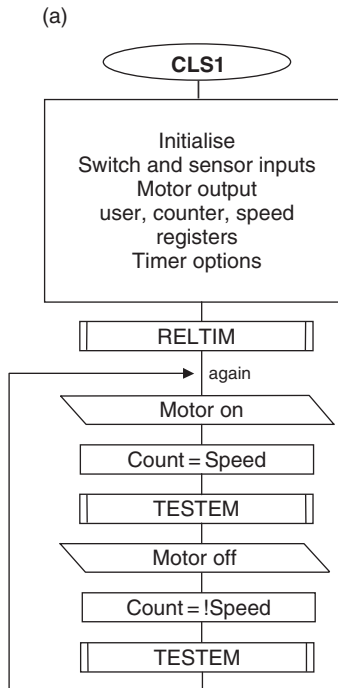 (a)
CLS1
Initialise
Switch and sensor inputs
Motor output
user, counter, speed
registers
Timer options
RELTIM
again
Motor on
Count = Speed
TESTEM
Motor off
Count = !Speed
TESTEM